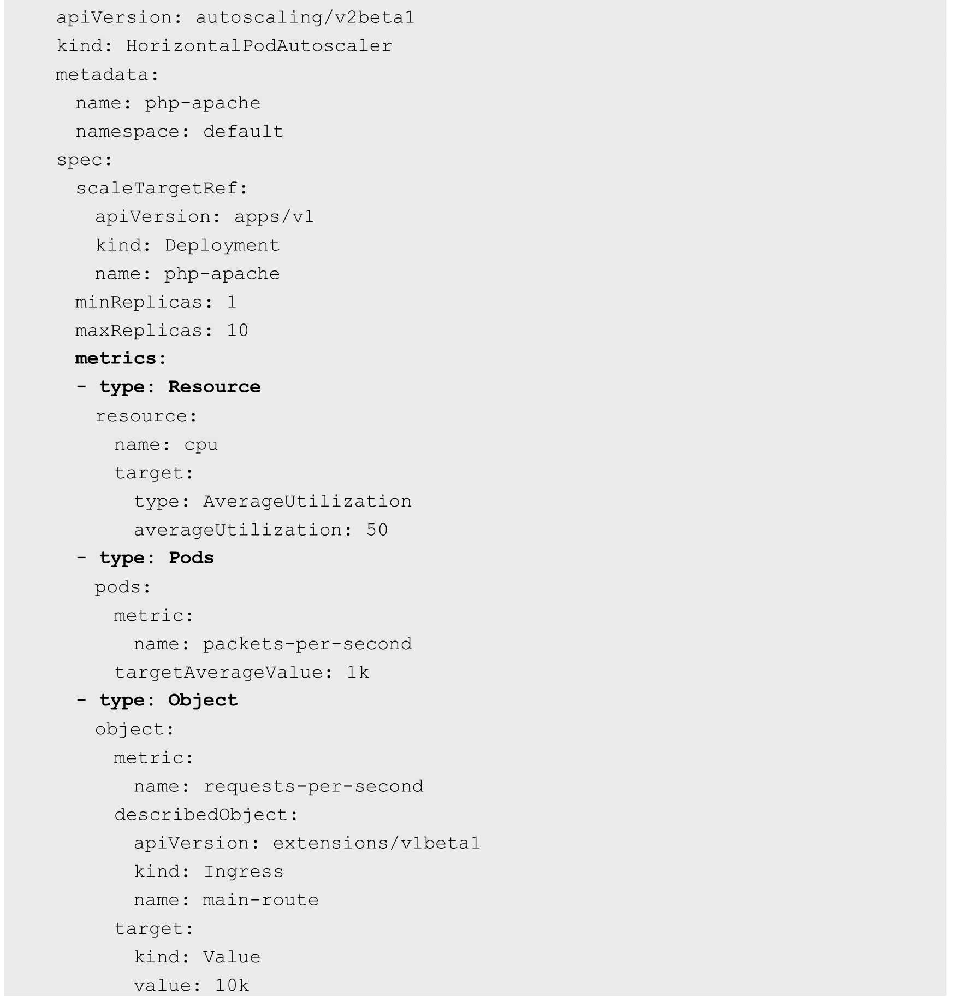 apiVersion: autoscaling/v2beta1
kind: HorizontalPodAutoscaler
metadata:
  name: php-apache
  namespace: default
spec:
  scaleTargetRef:
    apiVersion: apps/v1
    kind: Deployment
    name: php-apache
  minReplicas: 1
  maxReplicas: 10
  metrics:
  - type: Resource
    resource:
      name: cpu
      target:
        type: AverageUtilization
        averageUtilization: 50
  - type: Pods
    pods:
      metric:
        name: packets-per-second
      targetAverageValue: 1k
  - type: Object
    object:
      metric:
        name: requests-per-second
      describedObject:
        apiVersion: extensions/v1beta1
        kind: Ingress
        name: main-route
      target:
        kind: Value
        value: 10k